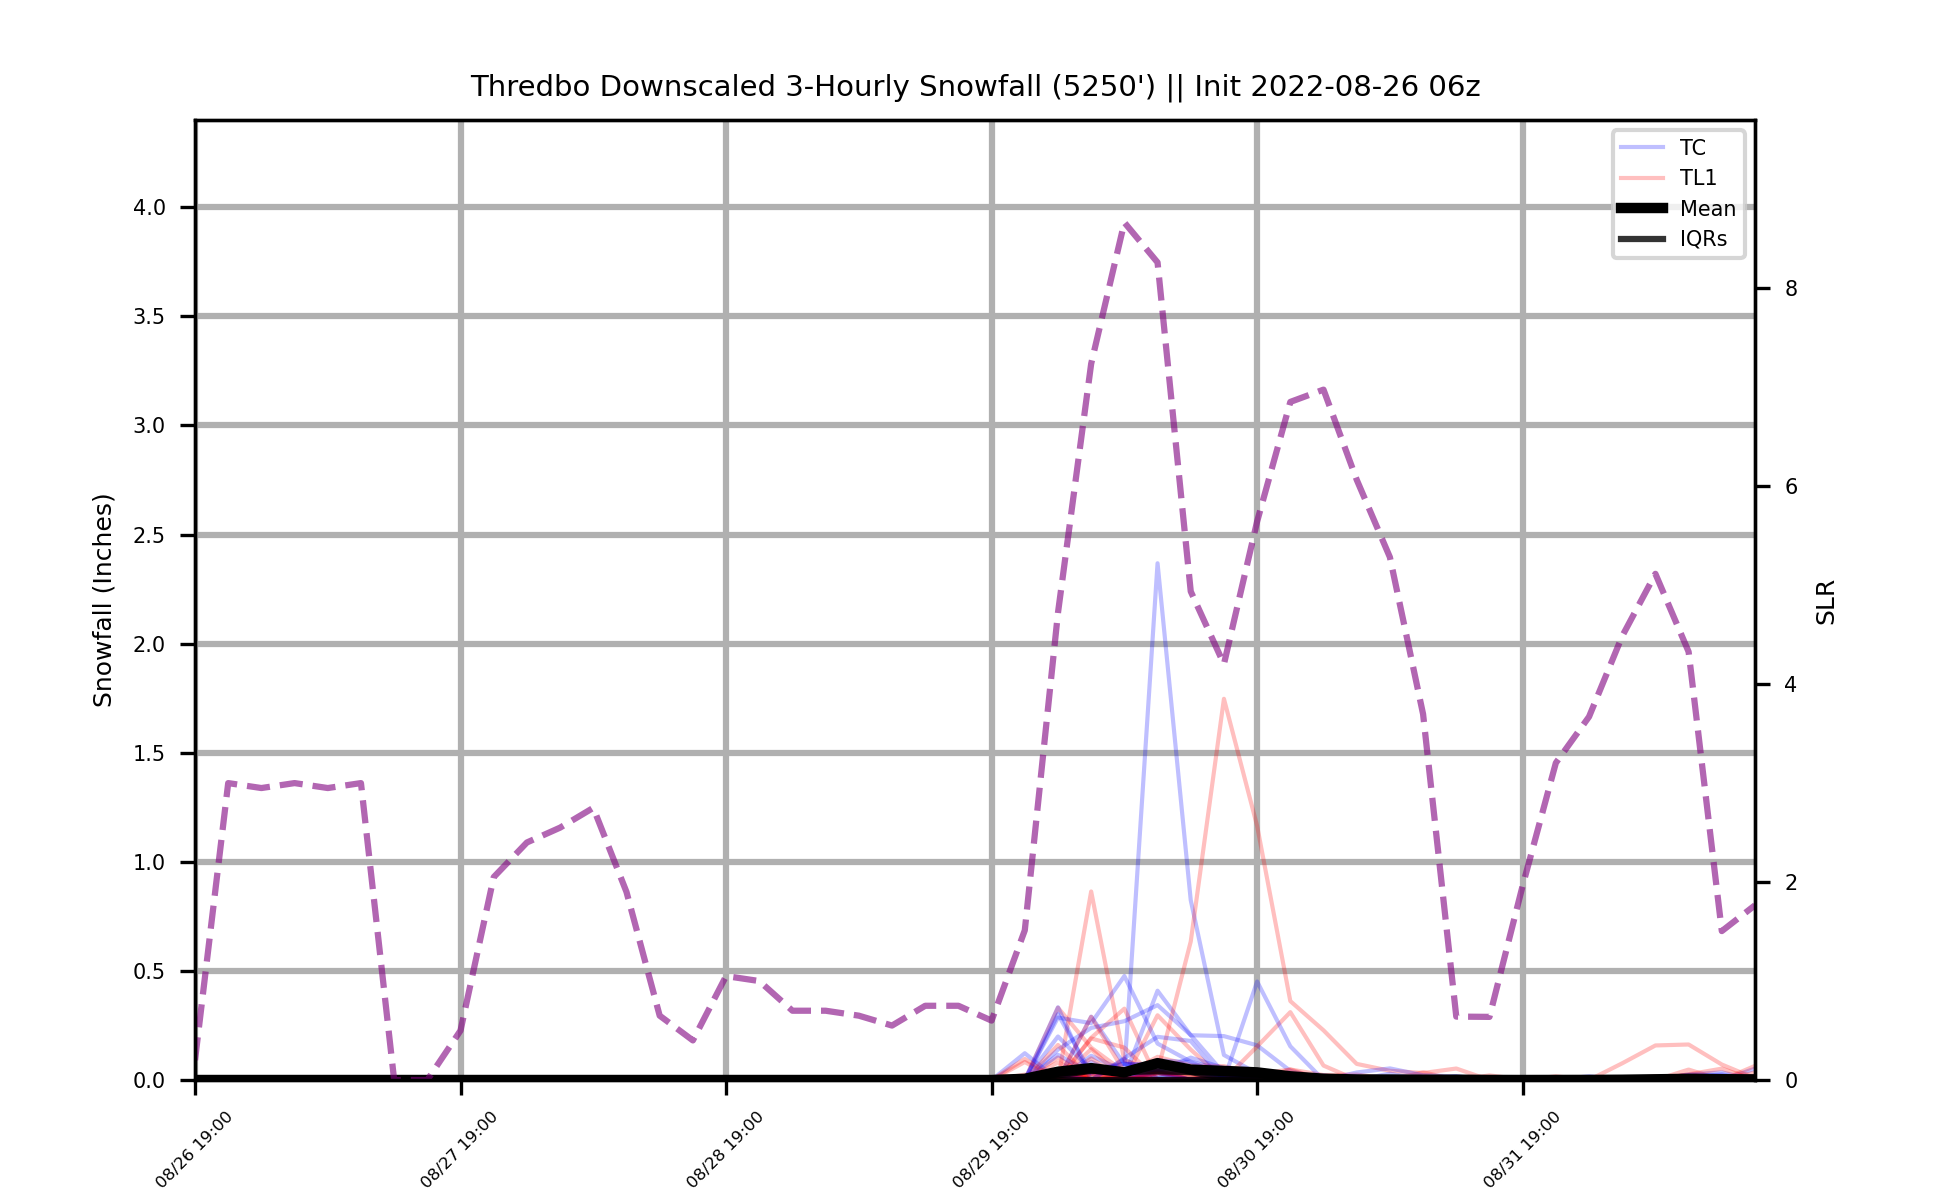 Thredbo Downscaled 3-Hourly Snowfall (5250') || Init 2022-08-26 06z
TC
TL1
Mean
IQRs
Snowfall (Inches)
4.0
3.5
3.0
2.5
2.0
1.5
1.0
0.5
0.0
8
6
4
2
0
SLR
08/26 19:00
08/27 19:00
08/28 19:00
08/29 19:00
08/30 19:00
08/31 19:00